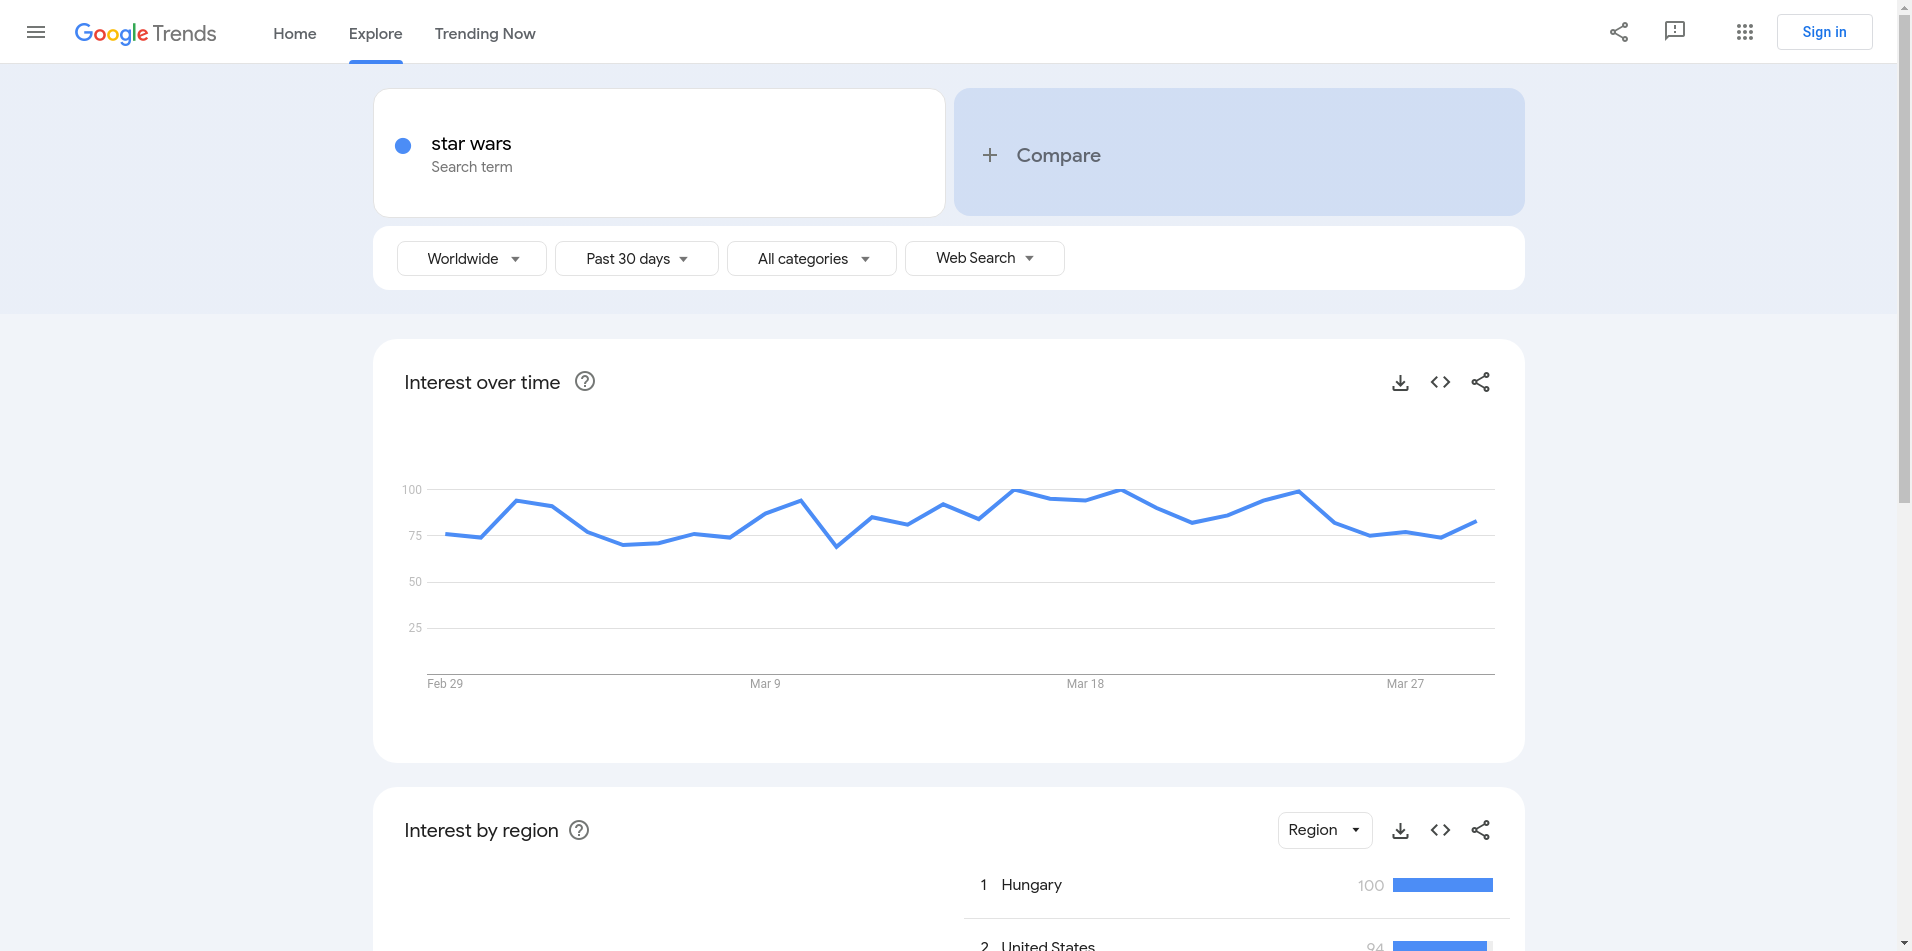 Google Trends
Home
Explore
Trending Now
Sign in
star wars
Search term
Compare
Worldwide
Past 30 days
All categories
Web Search
Interest over time
100
75
50
25
Feb 29
Mar 9
Mar 18
Mar 27
Interest by region
Region
1 Hungary 100
2 United States 94